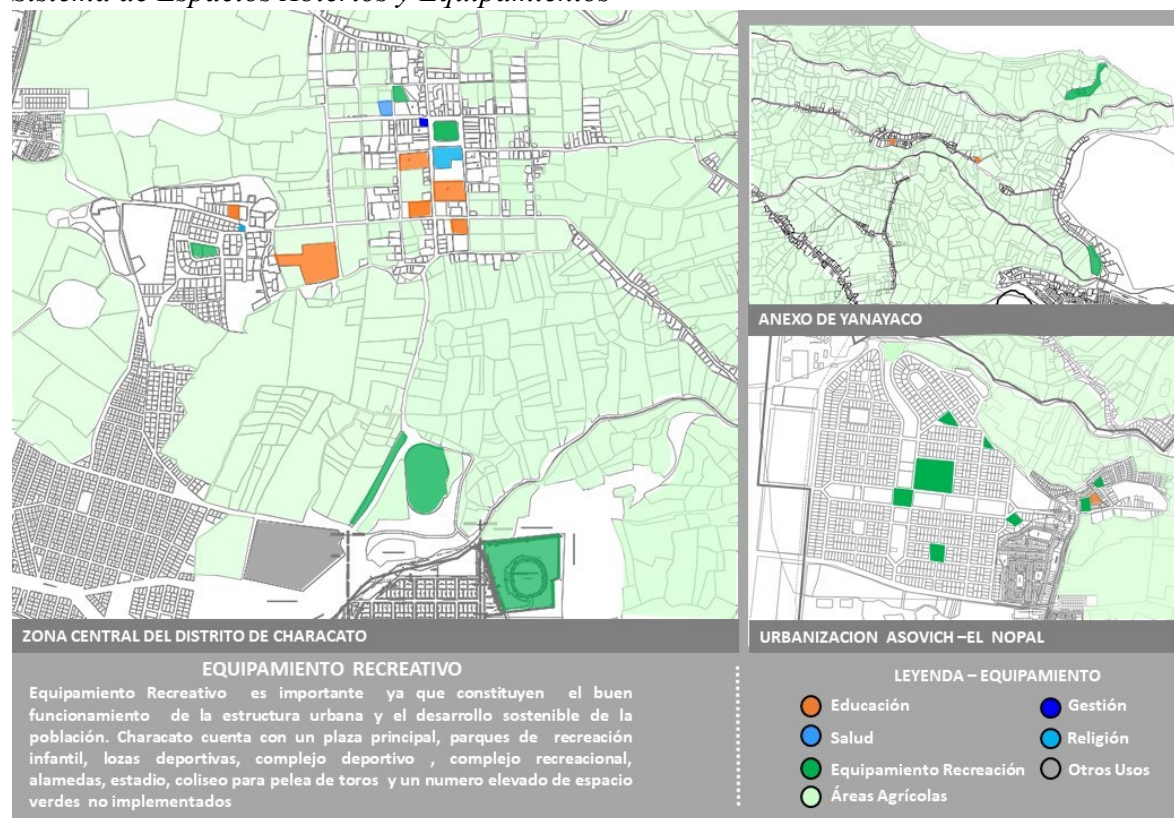 Sistema de Espacios Abiertos y Equipamientos
ANEXO DE YANAYACO
ZONA CENTRAL DEL DISTRITO DE CHARACATO
URBANIZACION ASOVICH –EL NOPAL
EQUIPAMIENTO RECREATIVO
Equipamiento Recreativo es importante ya que constituyen el buen
funcionamiento de la estructura urbana y el desarrollo sostenible de la
población. Characato cuenta con un plaza principal, parques de recreación
infantil, lozas deportivas, complejo deportivo , complejo recreacional,
alamedas, estadio, coliseo para pelea de toros y un numero elevado de espacio
verdes no implementados
LEYENDA – EQUIPAMIENTO
Educación
Gestión
Salud
Religión
Equipamiento Recreación
Otros Usos
Áreas Agrícolas